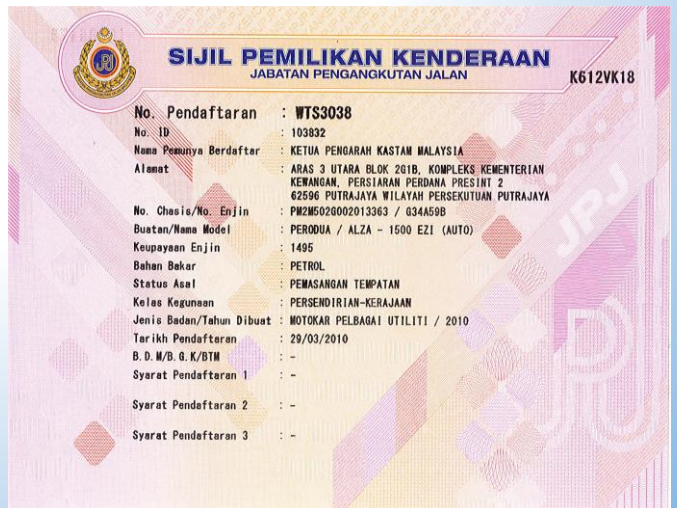 SIJIL PEMILIKAN KENDERAAN
JABATAN PENGANGKUTAN JALAN
K612VK18
No. Pendaftaran : WTS3038
No. ID : 103832
Nama Pemunya Berdaftar : KETUA PENGARAH KASTAM MALAYSIA
Alamat : ARAS 3 UTARA BLOK 2G1B, KOMPLEKS KEMENTERIAN
KEWANGAN, PERSIARAN PERDANA PRESINT 2
62596 PUTRAJAYA WILAYAH PERSEKUTUAN PUTRAJAYA
No. Chasis/No. Enjin : PM2M502G002013363 / G34A59B
Buatan/Nama Model : PERODUA / ALZA - 1500 EZI (AUTO)
Keupayaan Enjin : 1495
Bahan Bakar : PETROL
Status Asal : PEMASANGAN TEMPATAN
Kelas Kegunaan : PERSENDIRIAN-KERAJAAN
Jenis Badan/Tahun Dibuat : MOTOKAR PELBAGAI UTILITI / 2010
Tarikh Pendaftaran : 29/03/2010
B.D.M/B.G.K/BTM : -
Syarat Pendaftaran 1 : -
Syarat Pendaftaran 2 : -
Syarat Pendaftaran 3 : -
JPJ